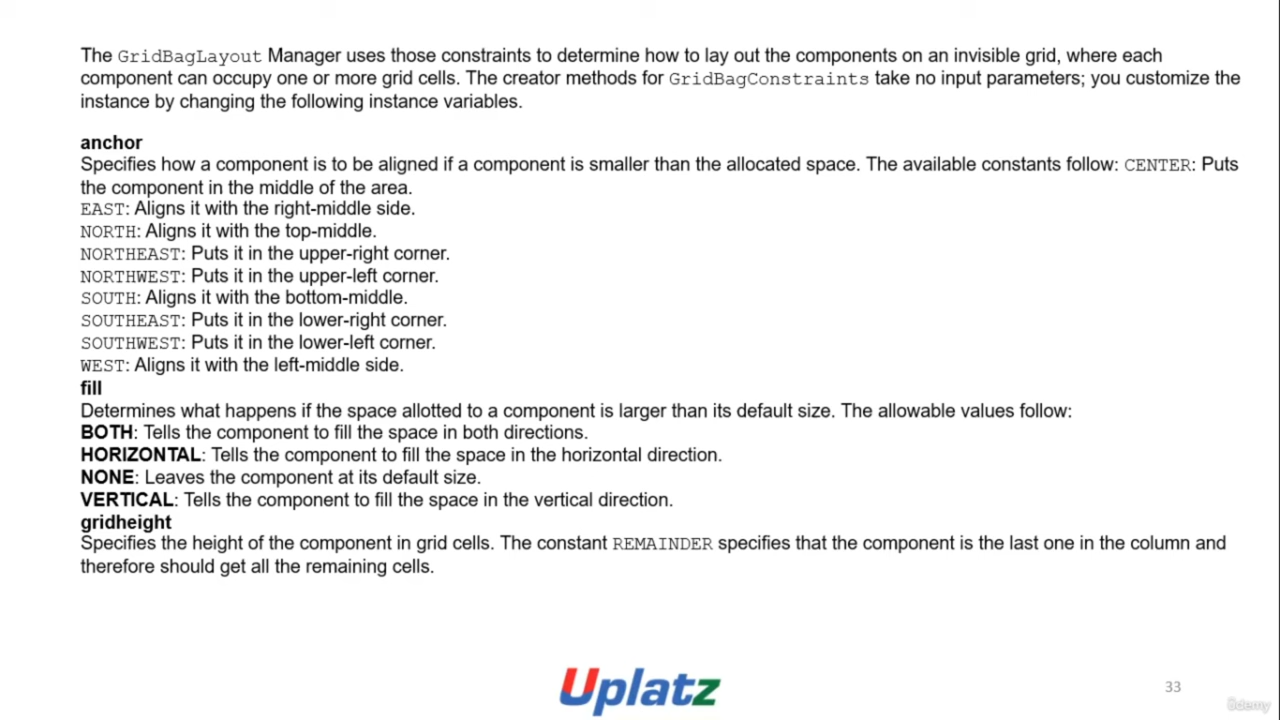 The GridBagLayout Manager uses those constraints to determine how to lay out the components on an invisible grid, where each
component can occupy one or more grid cells. The creator methods for GridBagConstraints take no input parameters; you customize the
instance by changing the following instance variables.
anchor
Specifies how a component is to be aligned if a component is smaller than the allocated space. The available constants follow: CENTER: Puts
the component in the middle of the area.
EAST: Aligns it with the right-middle side.
NORTH: Aligns it with the top-middle.
NORTHEAST: Puts it in the upper-right corner.
NORTHWEST: Puts it in the upper-left corner.
SOUTH: Aligns it with the bottom-middle.
SOUTHEAST: Puts it in the lower-right corner.
SOUTHWEST: Puts it in the lower-left corner.
WEST: Aligns it with the left-middle side.
fill
Determines what happens if the space allotted to a component is larger than its default size. The allowable values follow:
BOTH: Tells the component to fill the space in both directions.
HORIZONTAL: Tells the component to fill the space in the horizontal direction.
NONE: Leaves the component at its default size.
VERTICAL: Tells the component to fill the space in the vertical direction.
gridheight
Specifies the height of the component in grid cells. The constant REMAINDER specifies that the component is the last one in the column and
therefore should get all the remaining cells.
Uplatz
33
ûdemy